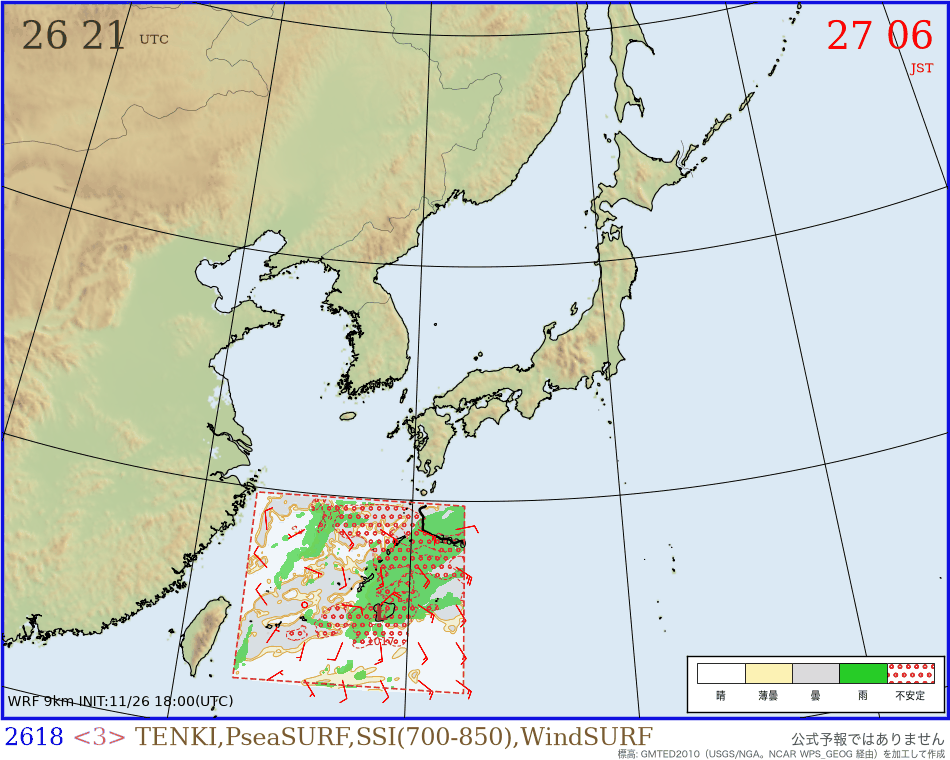 26 21 UTC
27 06
JST
晴 薄曇 曇 雨 不安定
WRF 9km INIT:11/26 18:00(UTC)
2618 <3> TENKI,PseaSURF,SSI(700-850),WindSURF
公式予報ではありません
標高: GMTED2010（USGS/NGA。NCAR WPS_GEOG 経由）を加工して作成